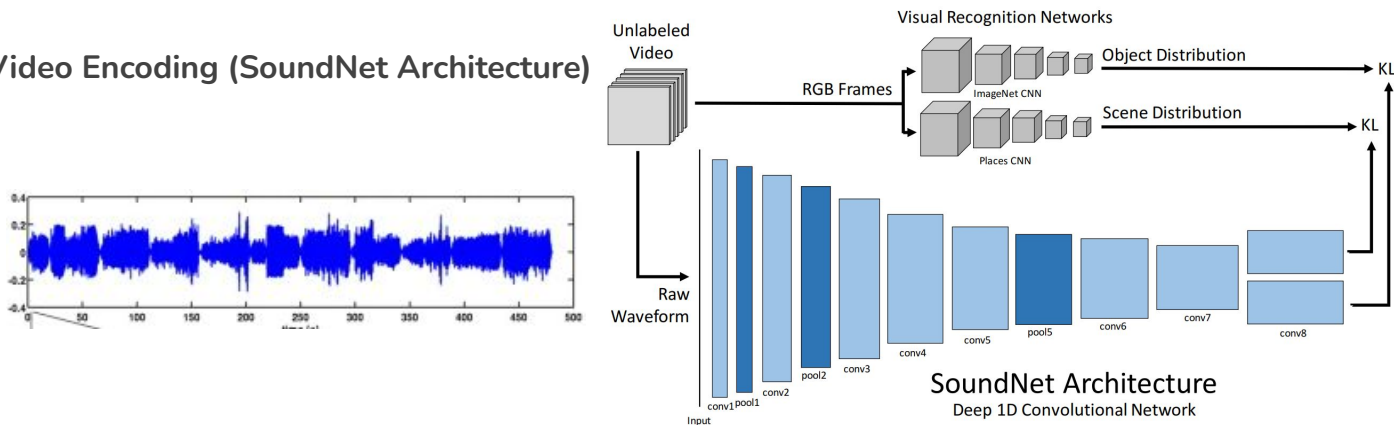 Video Encoding (SoundNet Architecture)
0.4
0.2
0
-0.2
-0.4
0 50 100 150 200 250 300 350 400 450 500
Unlabeled
Video
RGB Frames
Visual Recognition Networks
ImageNet CNN
Object Distribution
KL
Places CNN
Scene Distribution
KL
Raw
Waveform
Input
conv1
pool1
conv2
pool2
conv3
conv4
conv5
pool5
conv6
conv7
conv8
SoundNet Architecture
Deep 1D Convolutional Network